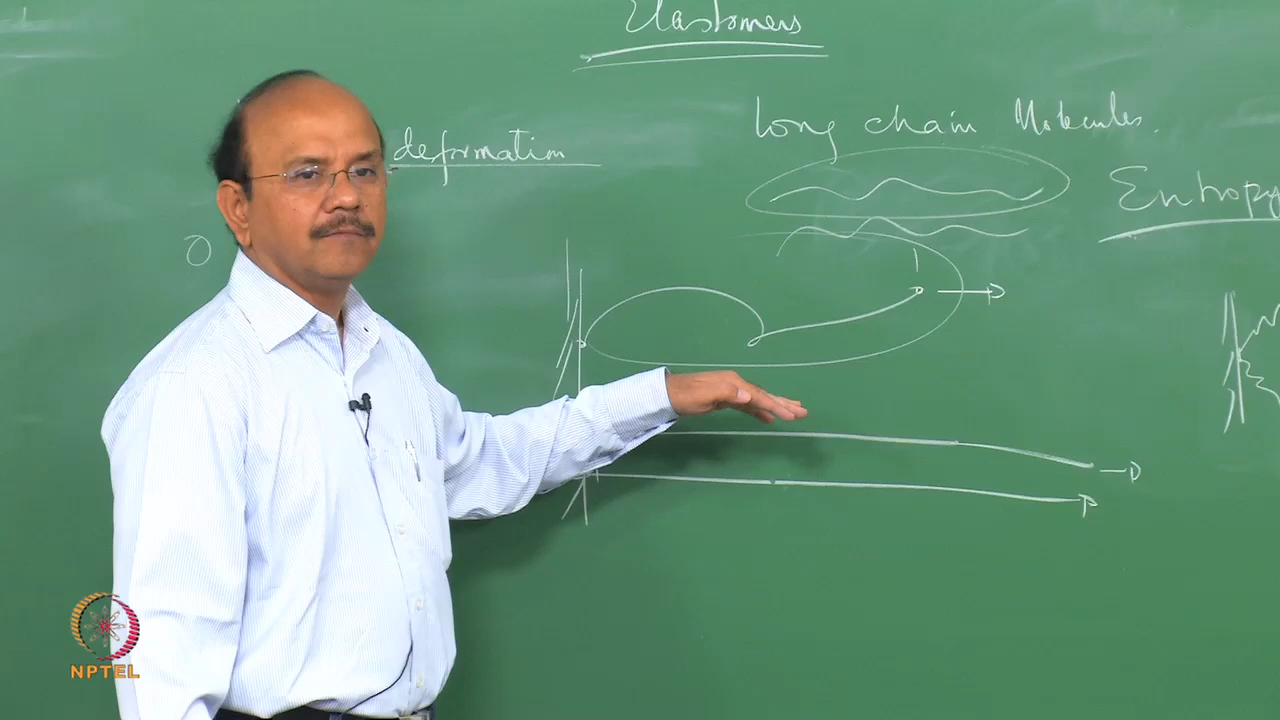 Elastomers
Long chain Molecules.
deformation
Entropy
NPTEL